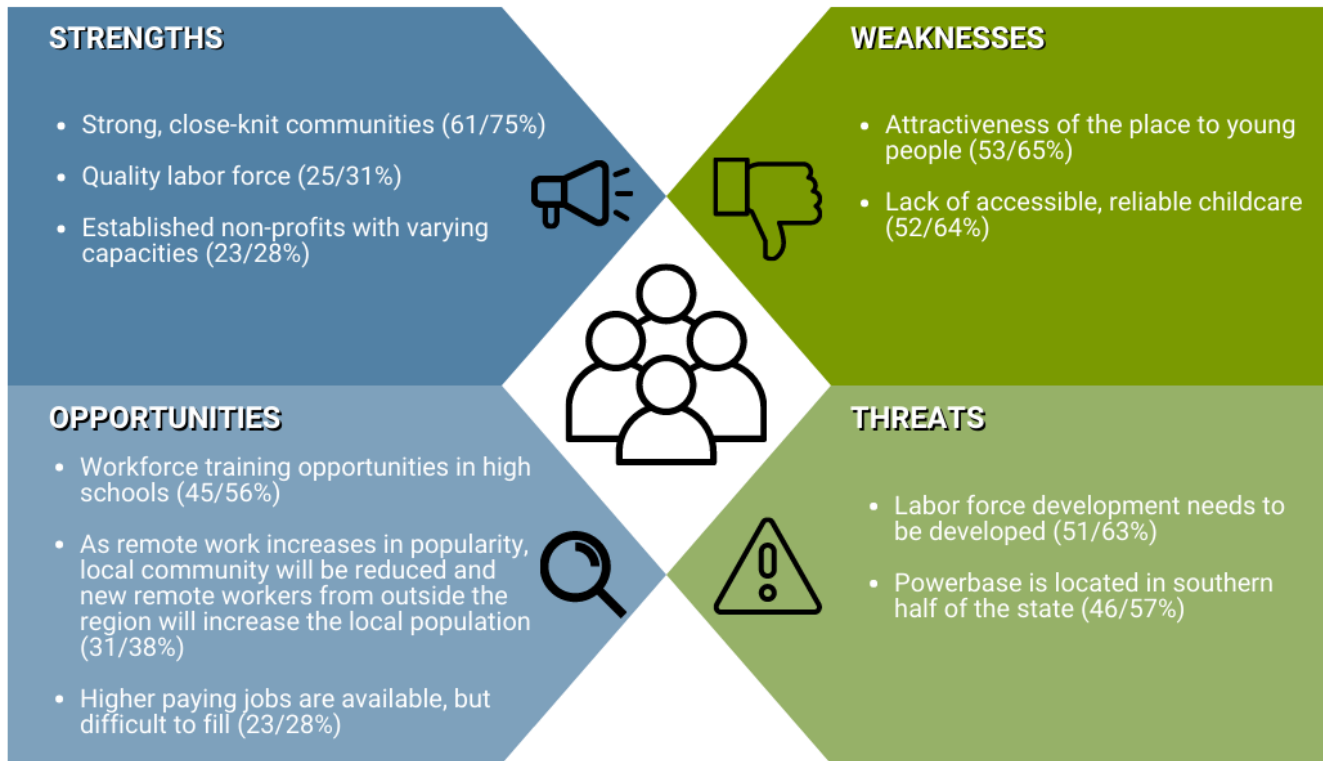 STRENGTHS
• Strong, close-knit communities (61/75%)
• Quality labor force (25/31%)
• Established non-profits with varying
capacities (23/28%)
WEAKNESSES
• Attractiveness of the place to young
people (53/65%)
• Lack of accessible, reliable childcare
(52/64%)
OPPORTUNITIES
• Workforce training opportunities in high
schools (45/56%)
• As remote work increases in popularity,
local community will be reduced and
new remote workers from outside the
region will increase the local population
(31/38%)
• Higher paying jobs are available, but
difficult to fill (23/28%)
THREATS
• Labor force development needs to
be developed (51/63%)
• Powerbase is located in southern
half of the state (46/57%)